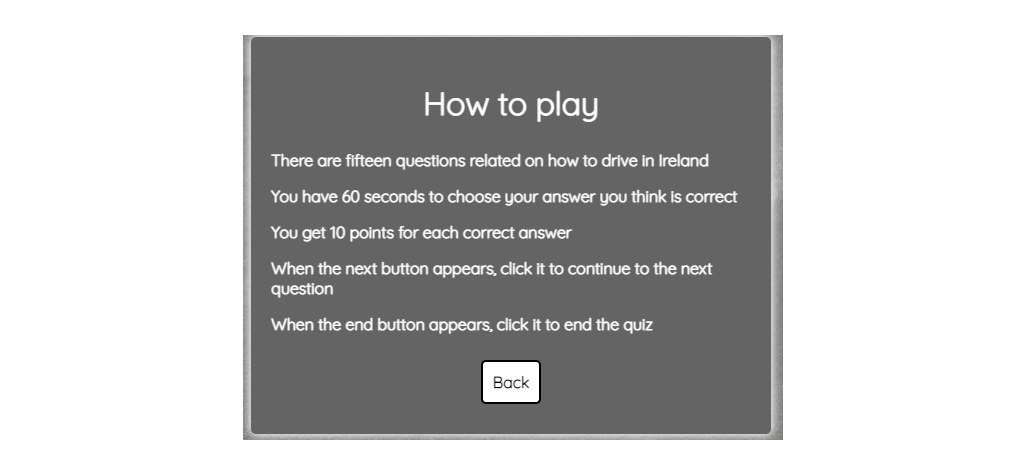 How to play
There are fifteen questions related on how to drive in Ireland
You have 60 seconds to choose your answer you think is correct
You get 10 points for each correct answer
When the next button appears, click it to continue to the next
question
When the end button appears, click it to end the quiz
Back